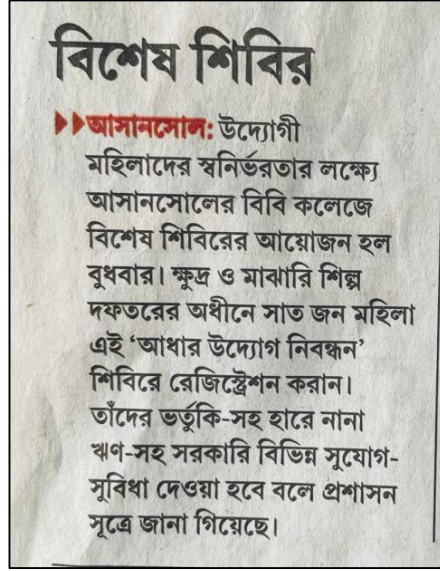 বিশেষ শিবির
আসানসোল: উদ্যোগী
মহিলাদের স্বনির্ভরতার লক্ষ্যে
আসানসোলের বিবি কলেজে
বিশেষ শিবিরের আয়োজন হল
বুধবার। ক্ষুদ্র ও মাঝারি শিল্প
দফতরের অধীনে সাত জন মহিলা
এই ‘আধার উদ্যোগ নিবন্ধন’
শিবিরে রেজিস্ট্রেশন করান।
তাঁদের ভর্তুকি-সহ হারে নানা
ঋণ-সহ সরকারি বিভিন্ন সুযোগ-
সুবিধা দেওয়া হবে বলে প্রশাসন
সূত্রে জানা গিয়েছে।